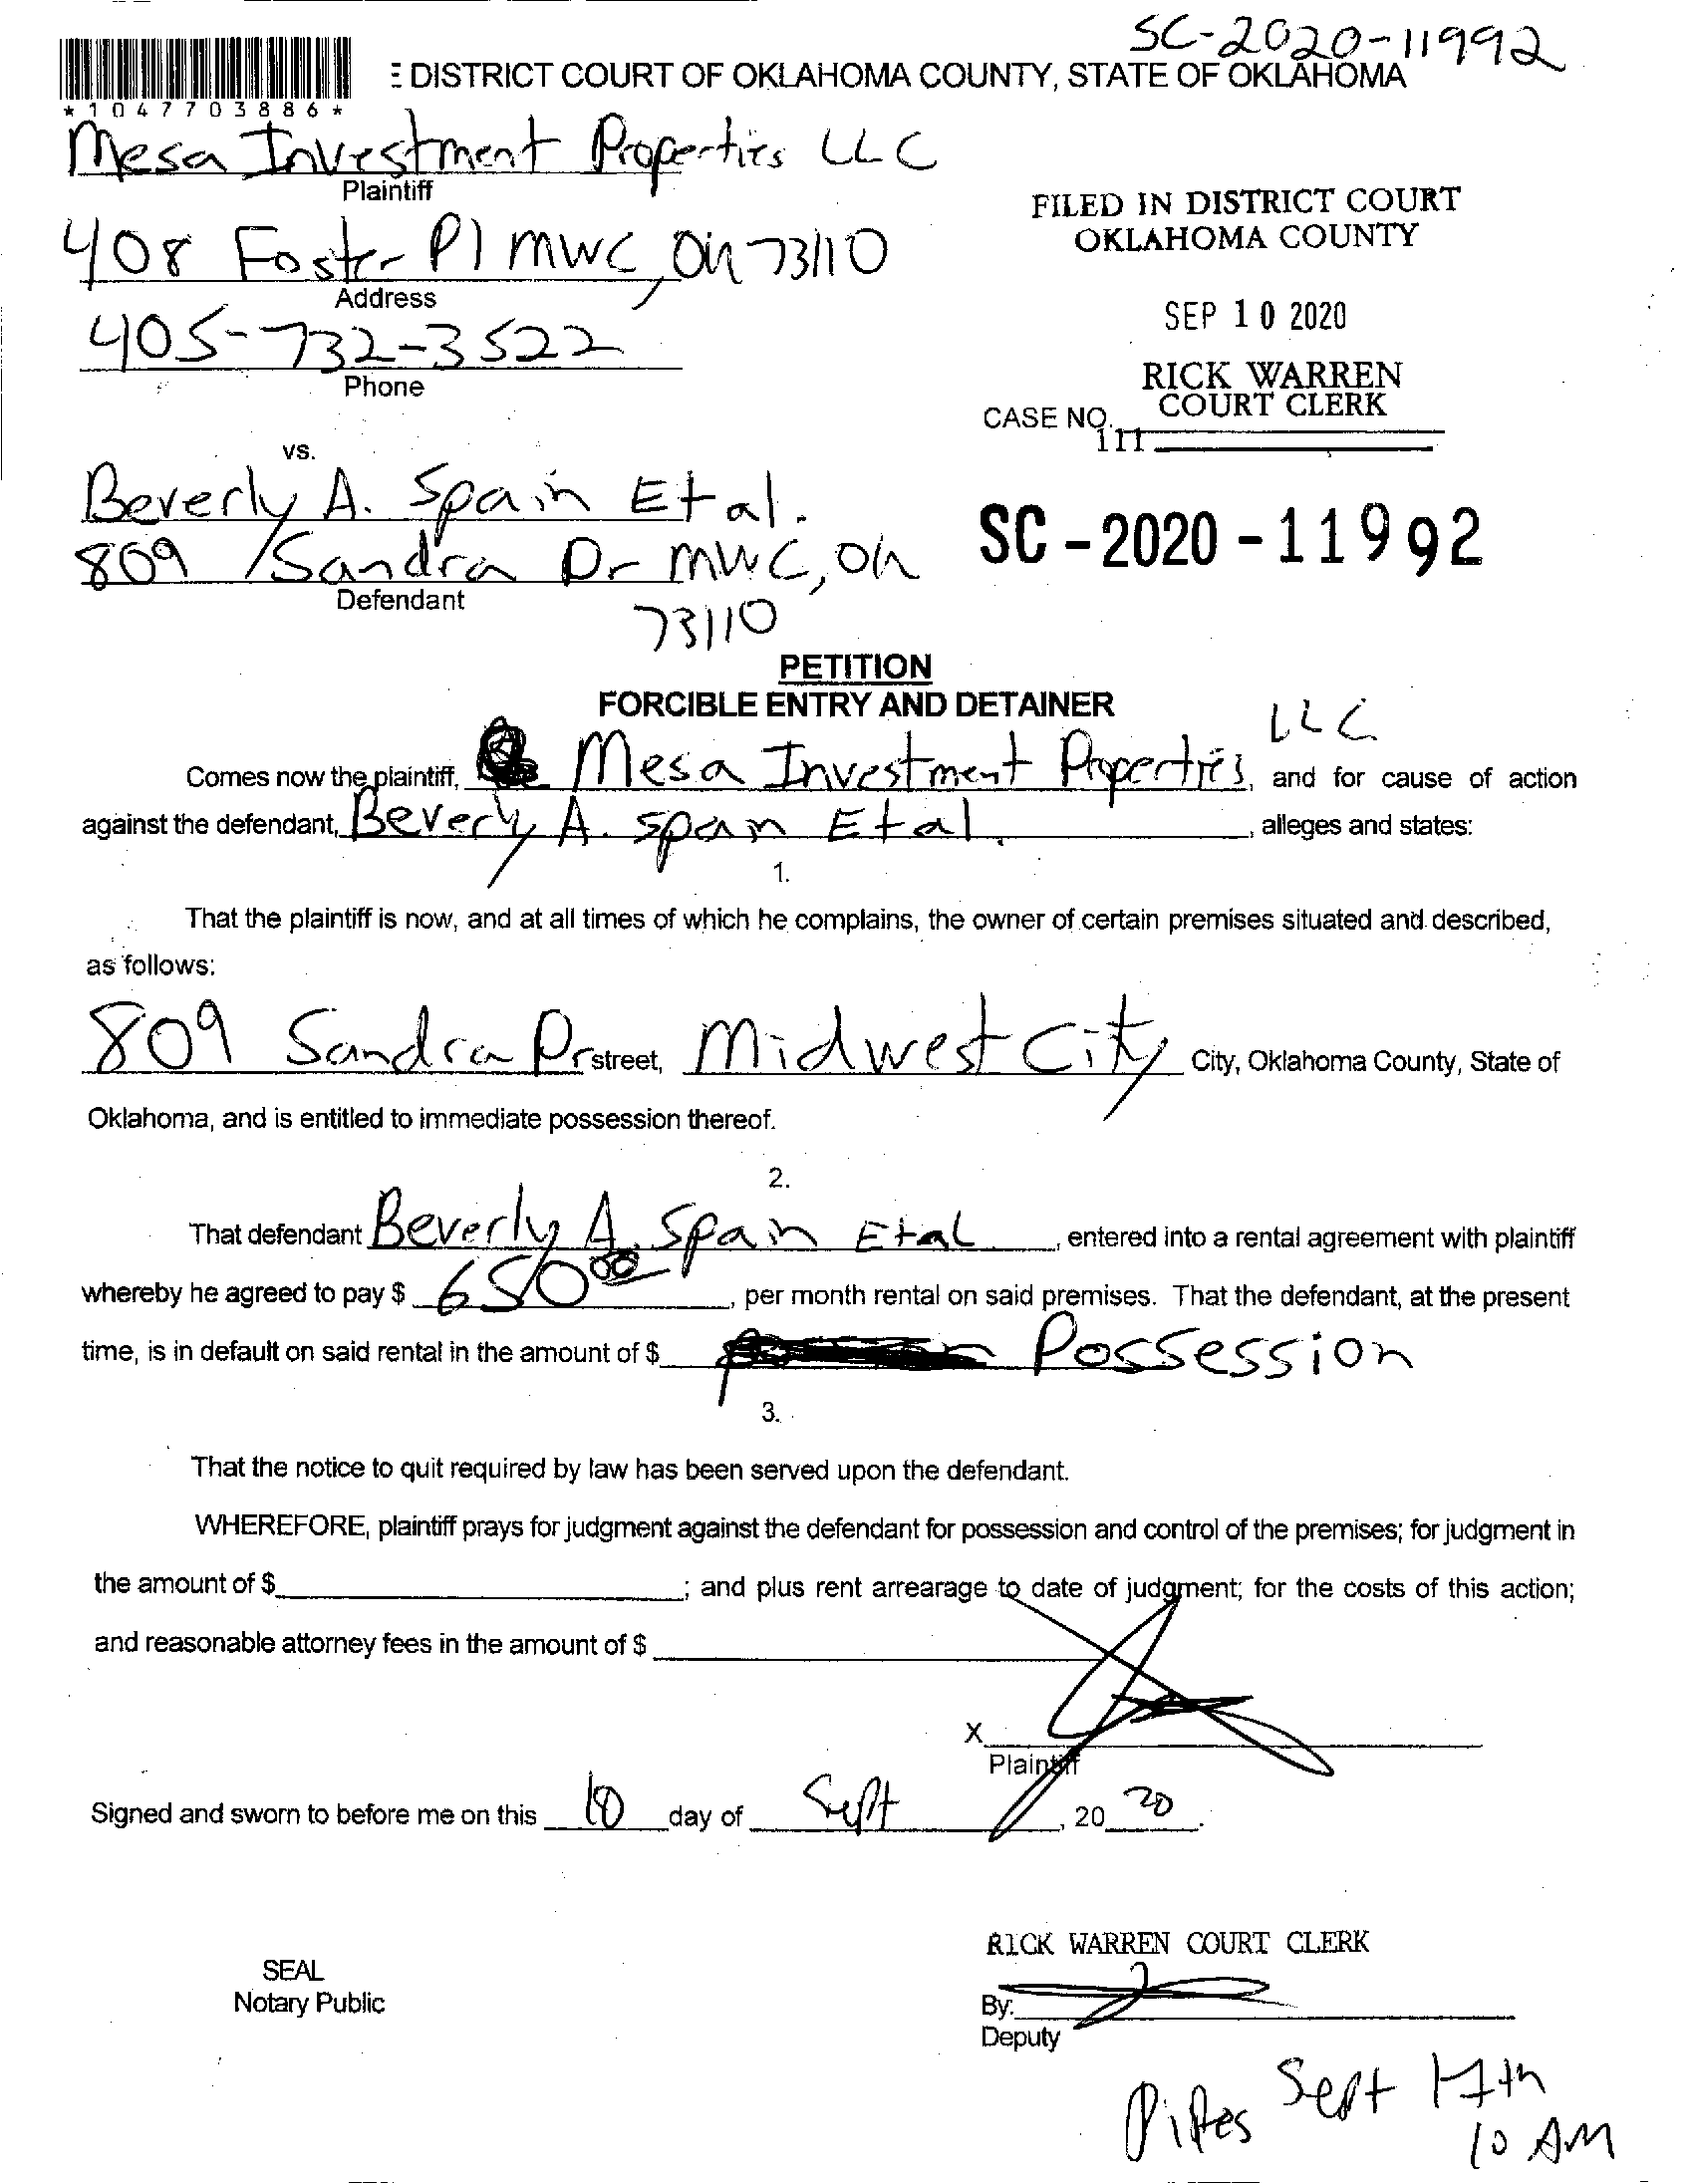 SC-2020-11992
E DISTRICT COURT OF OKLAHOMA COUNTY, STATE OF OKLAHOMA
*1047703886*
Mesa Investment Properties LLC
Plaintiff
408 Foster Pl MWC, OK 73110
Address
405-732-3522
Phone
FILED IN DISTRICT COURT
OKLAHOMA COUNTY
SEP 10 2020
RICK WARREN
COURT CLERK
CASE NO.
111
vs.
Beverly A. Spain Et al.
809 Sandra Dr MWC, OK
Defendant
73110
SC-2020-11992
PETITION
FORCIBLE ENTRY AND DETAINER
Comes now the plaintiff, Mesa Investment Properties LLC, and for cause of action
against the defendant, Beverly A. Spain Et al., alleges and states:
1.
That the plaintiff is now, and at all times of which he complains, the owner of certain premises situated and described,
as follows:
809 Sandra Dr street, Midwest City City, Oklahoma County, State of
Oklahoma, and is entitled to immediate possession thereof.
2.
That defendant Beverly A. Spain Et al, entered into a rental agreement with plaintiff
whereby he agreed to pay $ 650 00, per month rental on said premises. That the defendant, at the present
time, is in default on said rental in the amount of $ Possession
3.
That the notice to quit required by law has been served upon the defendant.
WHEREFORE, plaintiff prays for judgment against the defendant for possession and control of the premises; for judgment in
the amount of $ ; and plus rent arrearage to date of judgment; for the costs of this action;
and reasonable attorney fees in the amount of $
X
Plaintiff
Signed and sworn to before me on this 10 day of Sept, 20 20.
RICK WARREN COURT CLERK
SEAL
Notary Public
By:
Deputy
Sept 17th
10 AM